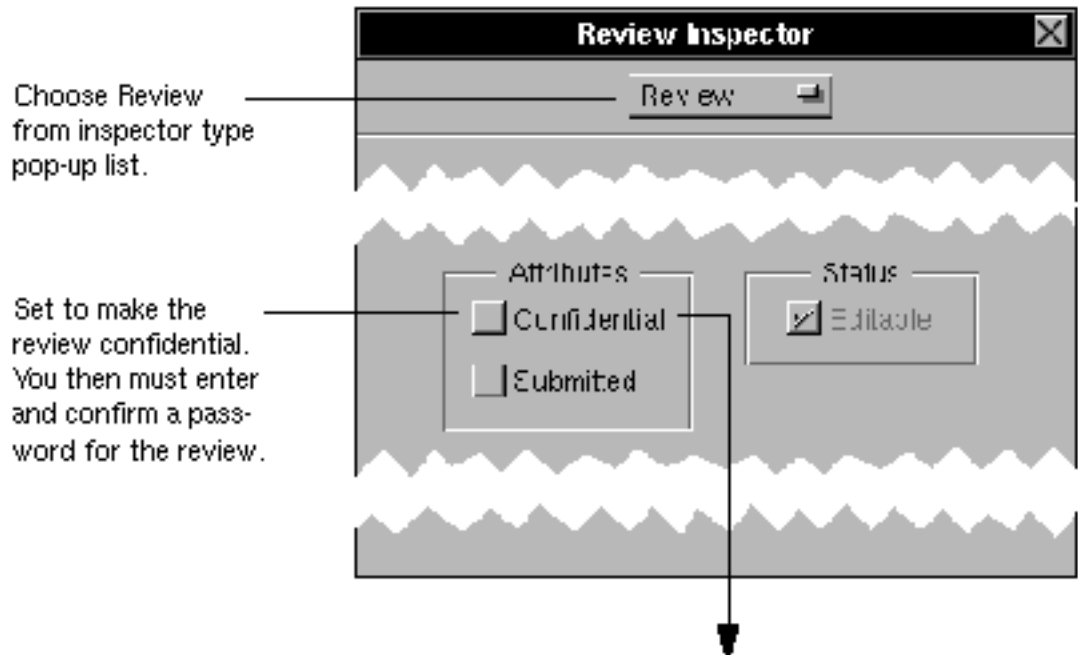 Review Inspector
Choose Review
from inspector type
pop-up list.
Review
Attributes
Status
Set to make the
review confidential.
You then must enter
and confirm a pass-
word for the review.
Confidential
Editable
Submitted